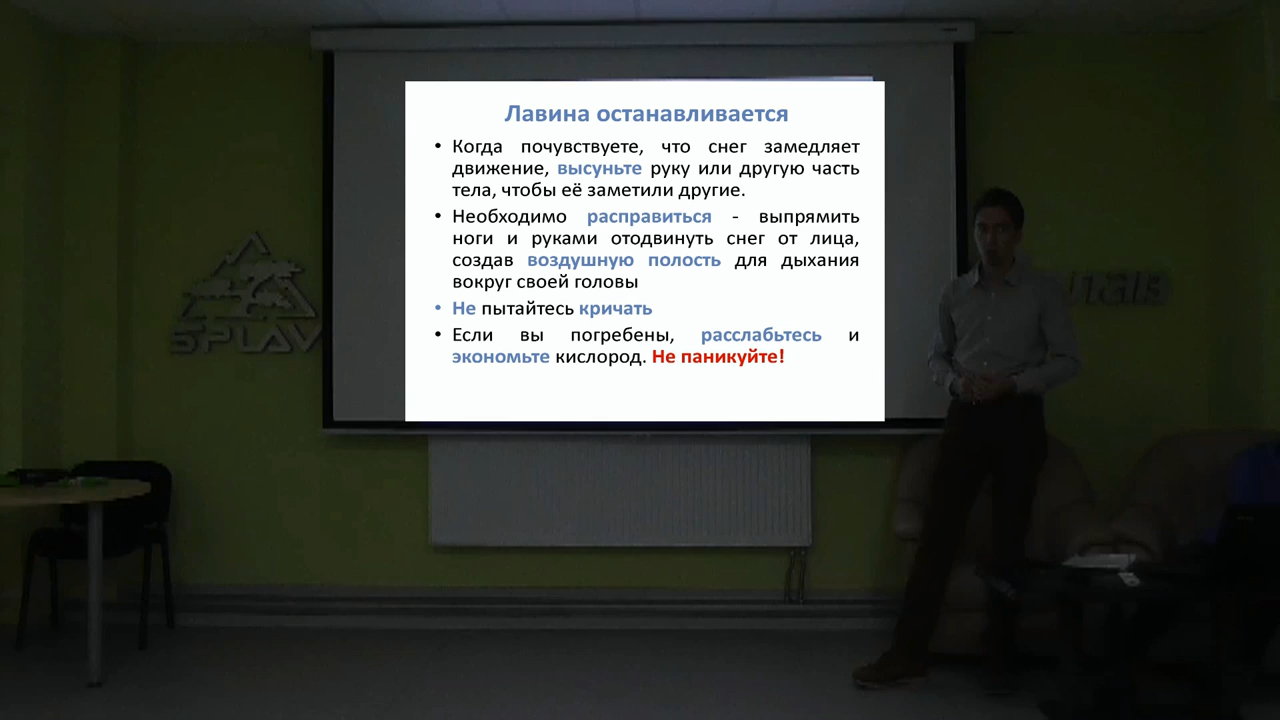 Лавина останавливается
• Когда почувствуете, что снег замедляет
движение, высуньте руку или другую часть
тела, чтобы её заметили другие.
• Необходимо расправиться - выпрямить
ноги и руками отодвинуть снег от лица,
создав воздушную полость для дыхания
вокруг своей головы
• Не пытайтесь кричать
• Если вы погребены, расслабьтесь и
экономьте кислород. Не паникуйте!
SPLAV